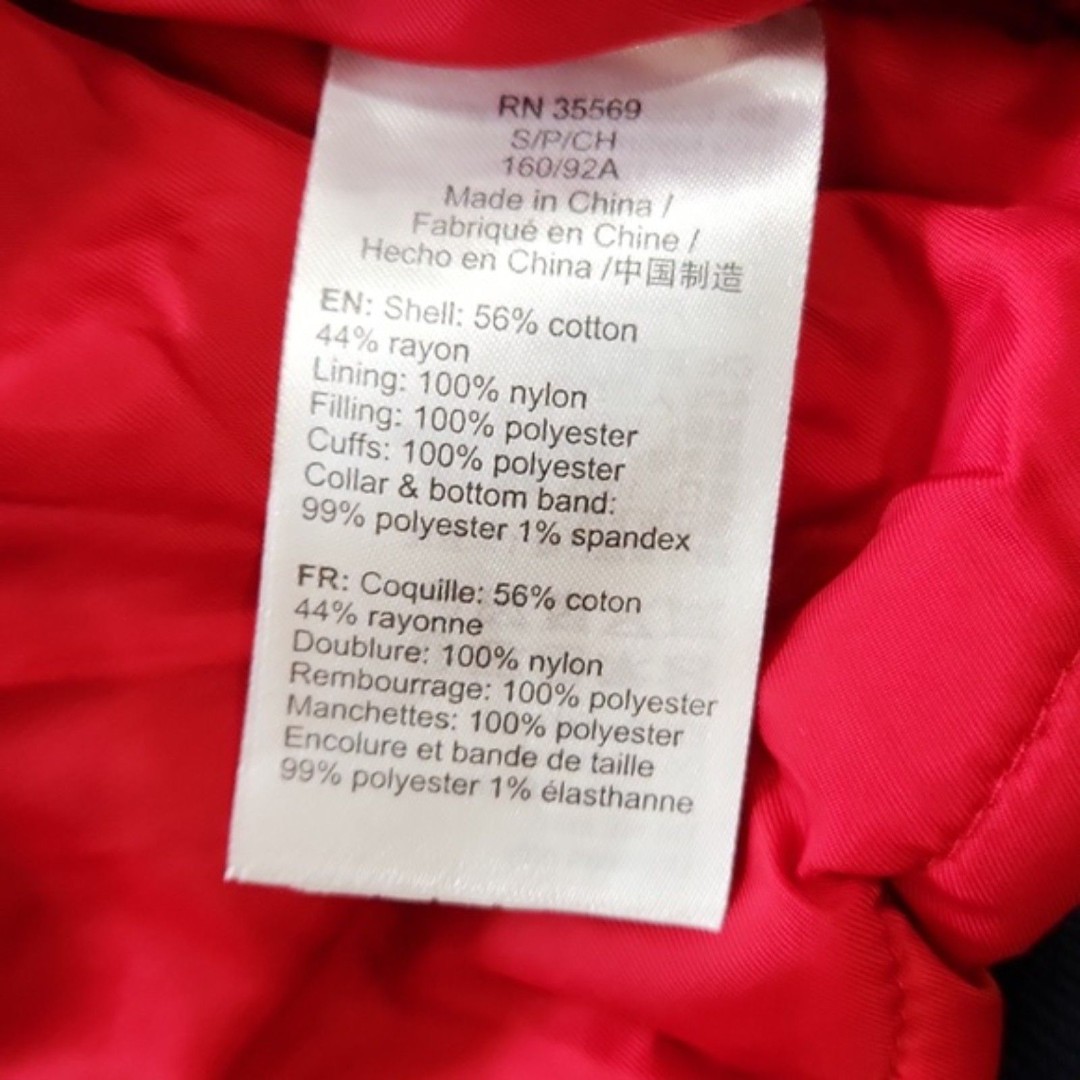 RN 35569
S/P/CH
160/92A
Made in China /
Fabriqué en Chine /
Hecho en China /中国制造
EN: Shell: 56% cotton
44% rayon
Lining: 100% nylon
Filling: 100% polyester
Cuffs: 100% polyester
Collar & bottom band:
99% polyester 1% spandex
FR: Coquille: 56% coton
44% rayonne
Doublure: 100% nylon
Rembourrage: 100% polyester
Manchettes: 100% polyester
Encolure et bande de taille
99% polyester 1% élasthanne